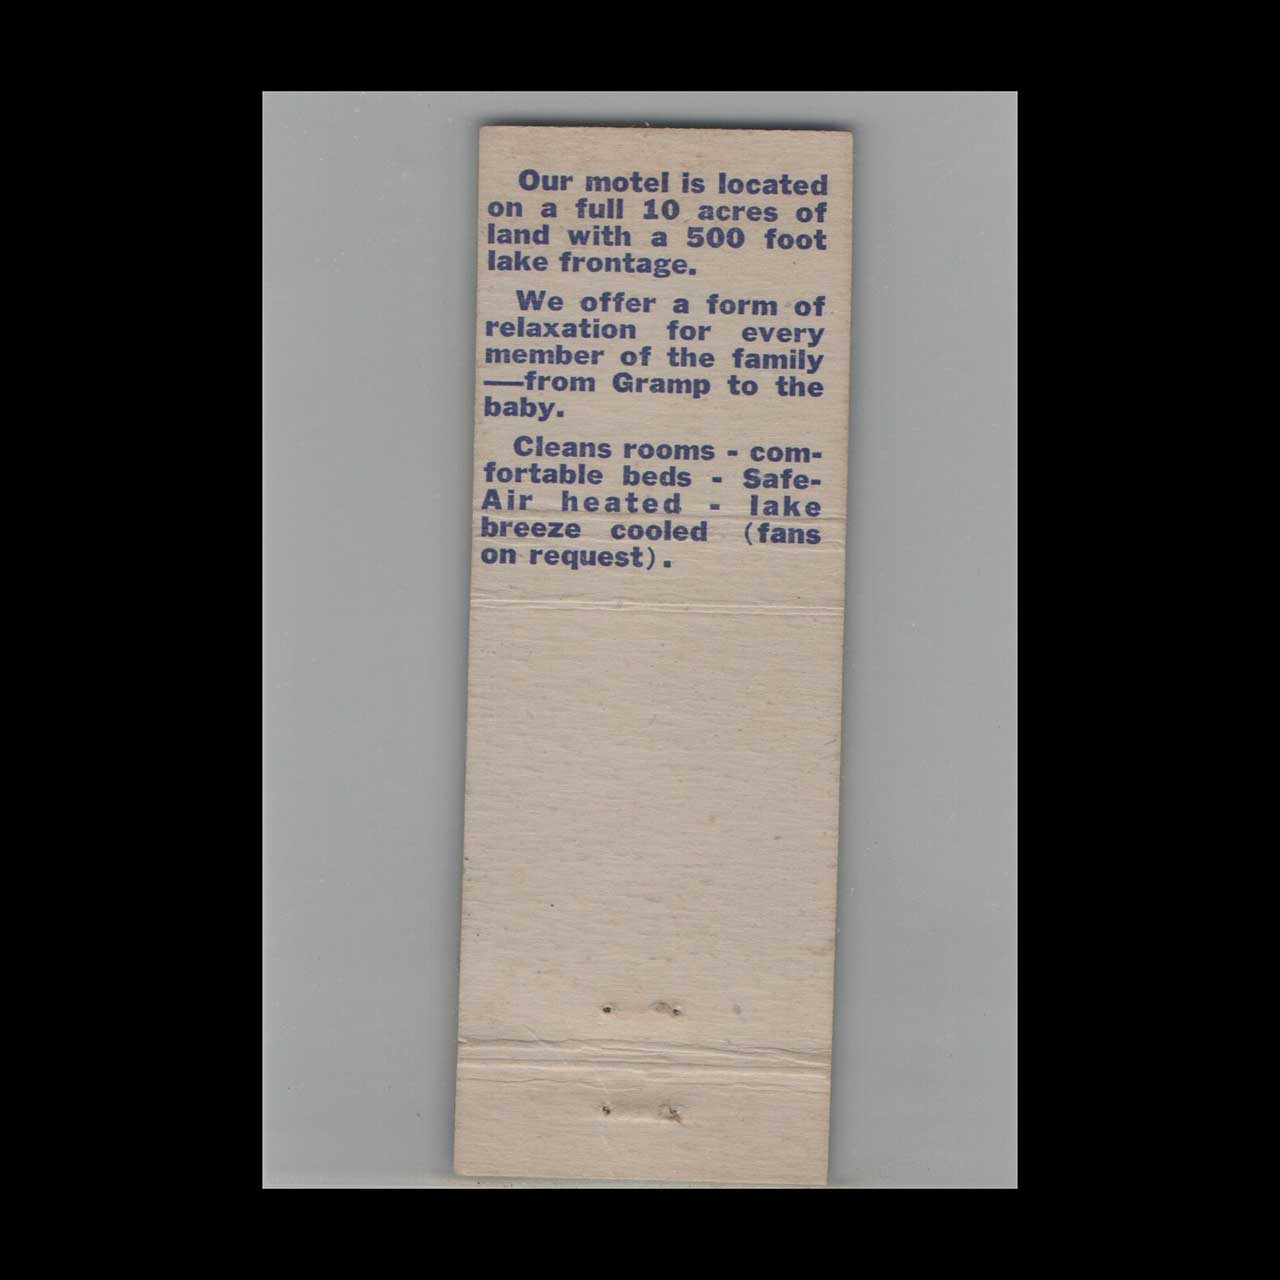 Our motel is located
on a full 10 acres of
land with a 500 foot
lake frontage.
We offer a form of
relaxation for every
member of the family
—from Gramp to the
baby.
Cleans rooms - com-
fortable beds - Safe-
Air heated - lake
breeze cooled (fans
on request).